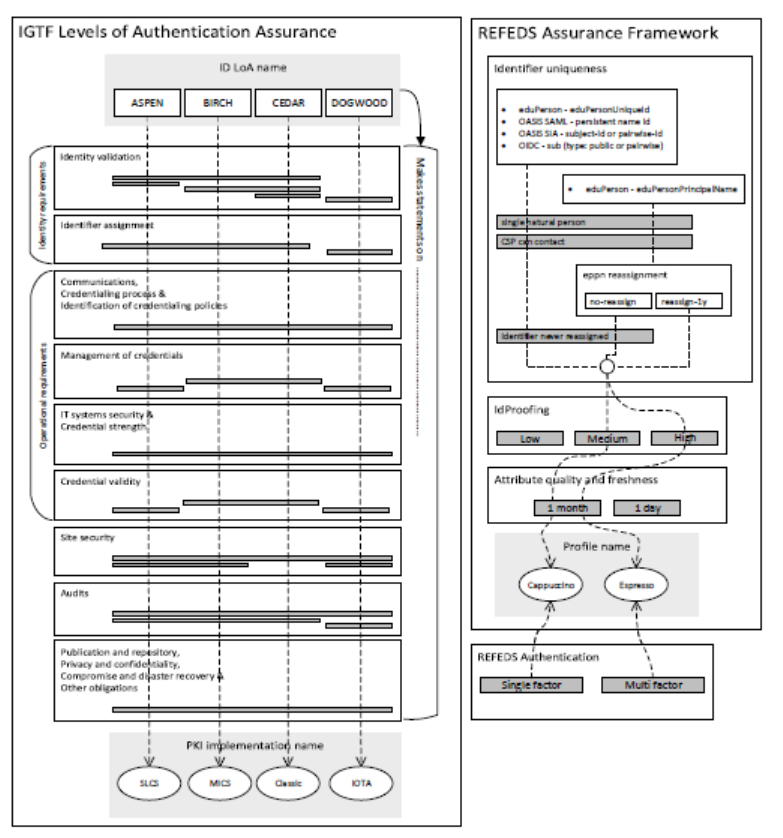 IGTF Levels of Authentication Assurance
ID LoA name
ASPEN
BIRCH
CEDAR
DOGWOOD
Makes statements on
Identity requirements
Identity validation
Identifier assignment
Operational requirements
Communications,
Credentialing process &
Identification of credentialing policies
Management of credentials
IT systems security &
Credential strength,
Credential validity
Site security
Audits
Publication and repository,
Privacy and confidentiality,
Compromise and disaster recovery &
Other obligations
PKI implementation name
SLCS
MICS
Classic
IOTA
REFEDS Assurance Framework
Identifier uniqueness
• eduPerson - eduPersonUniqueId
• OASIS SAML - persistent name id
• OASIS SIA - subject-id or pairwise-id
• OIDC - sub (type: public or pairwise)
• eduPerson - eduPersonPrincipalName
single natural person
CSP can contact
eppn reassignment
no-reassign
reassign-1y
Identifier never reassigned
IdProofing
Low
Medium
High
Attribute quality and freshness
1 month
1 day
Profile name
Cappuccino
Espresso
REFEDS Authentication
Single factor
Multi factor